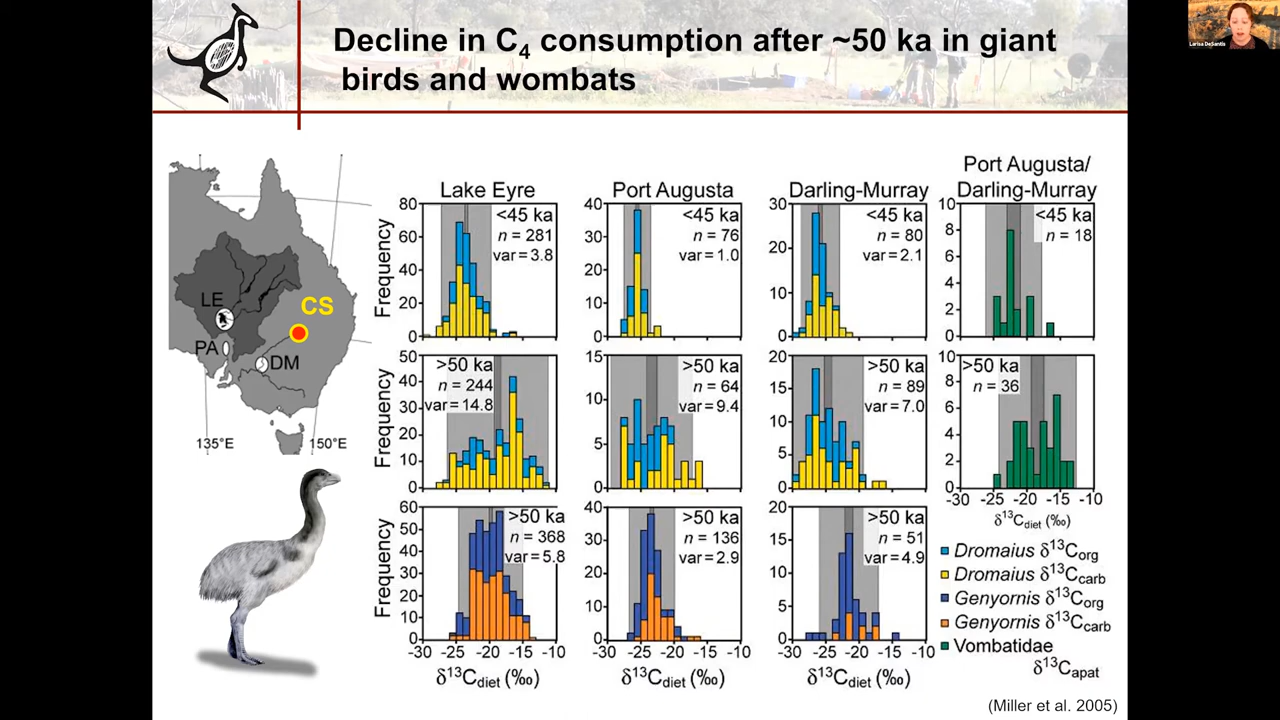 Decline in C4 consumption after ~50 ka in giant
birds and wombats
Larisa DeSantis
LE
CS
PA
DM
135°E
150°E
Lake Eyre
Port Augusta
Darling-Murray
Port Augusta/
Darling-Murray
Frequency
80
60
40
20
0
<45 ka
n = 281
var = 3.8
40
30
20
10
0
<45 ka
n = 76
var = 1.0
30
20
10
0
<45 ka
n = 80
var = 2.1
10
8
6
4
2
0
<45 ka
n = 18
Frequency
50
40
30
20
10
0
>50 ka
n = 244
var = 14.8
15
10
5
0
>50 ka
n = 64
var = 9.4
20
15
10
5
0
>50 ka
n = 89
var = 7.0
10
8
6
4
2
0
>50 ka
n = 36
-30 -25 -20 -15 -10
δ13Cdiet (‰)
Frequency
60
50
40
30
20
10
0
>50 ka
n = 368
var = 5.8
-30 -25 -20 -15 -10
δ13Cdiet (‰)
40
30
20
10
0
>50 ka
n = 136
var = 2.9
-30 -25 -20 -15 -10
δ13Cdiet (‰)
20
15
10
5
0
>50 ka
n = 51
var = 4.9
-30 -25 -20 -15 -10
δ13Cdiet (‰)
Dromaius δ13Corg
Dromaius δ13Ccarb
Genyornis δ13Corg
Genyornis δ13Ccarb
Vombatidae
δ13Capat
(Miller et al. 2005)